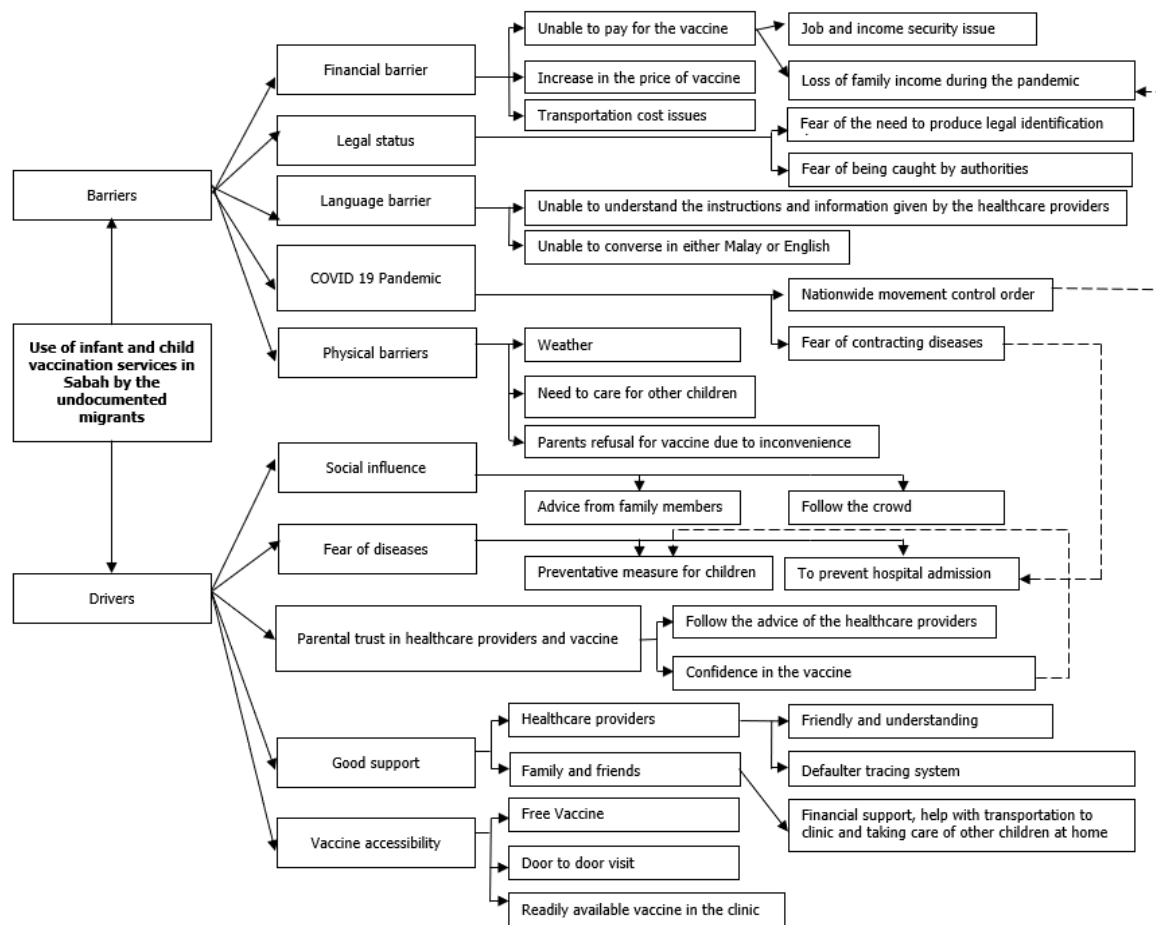 Unable to pay for the vaccine
Job and income security issue
Financial barrier
Increase in the price of vaccine
Loss of family income during the pandemic
Transportation cost issues
Legal status
Fear of the need to produce legal identification
Fear of being caught by authorities
Barriers
Language barrier
Unable to understand the instructions and information given by the healthcare providers
Unable to converse in either Malay or English
COVID 19 Pandemic
Nationwide movement control order
Fear of contracting diseases
Use of infant and child
vaccination services in
Sabah by the
undocumented
migrants
Physical barriers
Weather
Need to care for other children
Parents refusal for vaccine due to inconvenience
Social influence
Advice from family members
Follow the crowd
Fear of diseases
Preventative measure for children
To prevent hospital admission
Drivers
Parental trust in healthcare providers and vaccine
Follow the advice of the healthcare providers
Confidence in the vaccine
Good support
Healthcare providers
Friendly and understanding
Defaulter tracing system
Family and friends
Financial support, help with transportation to
clinic and taking care of other children at home
Vaccine accessibility
Free Vaccine
Door to door visit
Readily available vaccine in the clinic